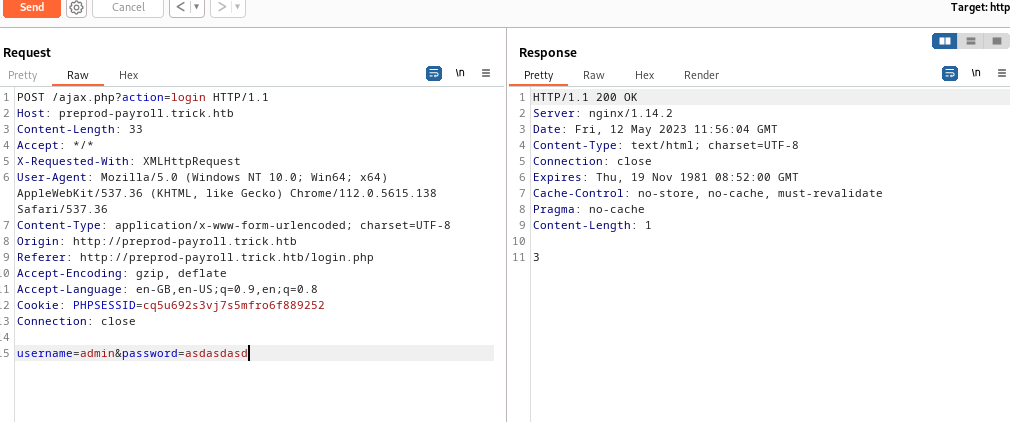 Send Cancel < > Target: http
Request
Pretty Raw Hex \n
1 POST /ajax.php?action=login HTTP/1.1
2 Host: preprod-payroll.trick.htb
3 Content-Length: 33
4 Accept: */*
5 X-Requested-With: XMLHttpRequest
6 User-Agent: Mozilla/5.0 (Windows NT 10.0; Win64; x64)
AppleWebKit/537.36 (KHTML, like Gecko) Chrome/112.0.5615.138
Safari/537.36
7 Content-Type: application/x-www-form-urlencoded; charset=UTF-8
8 Origin: http://preprod-payroll.trick.htb
9 Referer: http://preprod-payroll.trick.htb/login.php
10 Accept-Encoding: gzip, deflate
11 Accept-Language: en-GB,en-US;q=0.9,en;q=0.8
12 Cookie: PHPSESSID=cq5u692s3vj7s5mfro6f889252
13 Connection: close
14
15 username=admin&password=asdasdasd
Response
Pretty Raw Hex Render \n
1 HTTP/1.1 200 OK
2 Server: nginx/1.14.2
3 Date: Fri, 12 May 2023 11:56:04 GMT
4 Content-Type: text/html; charset=UTF-8
5 Connection: close
6 Expires: Thu, 19 Nov 1981 08:52:00 GMT
7 Cache-Control: no-store, no-cache, must-revalidate
8 Pragma: no-cache
9 Content-Length: 1
10
11 3